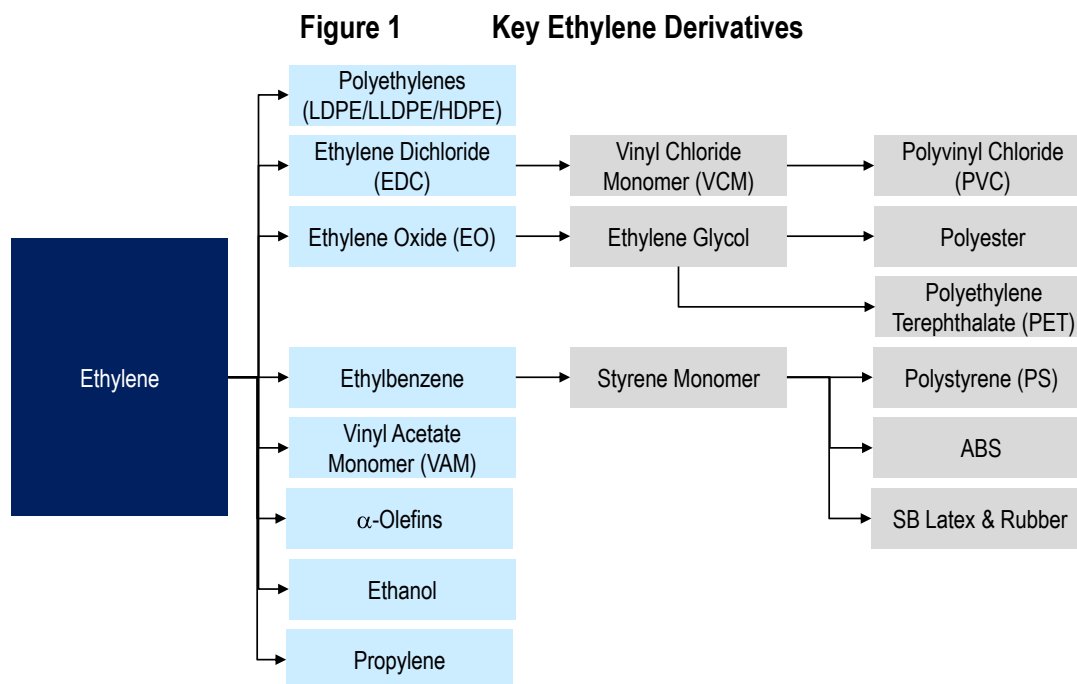 Figure 1 Key Ethylene Derivatives
Polyethylenes
(LDPE/LLDPE/HDPE)
Ethylene Dichloride
(EDC)
Vinyl Chloride
Monomer (VCM)
Polyvinyl Chloride
(PVC)
Ethylene Oxide (EO)
Ethylene Glycol
Polyester
Polyethylene
Terephthalate (PET)
Ethylene
Ethylbenzene
Styrene Monomer
Polystyrene (PS)
Vinyl Acetate
Monomer (VAM)
ABS
α-Olefins
SB Latex & Rubber
Ethanol
Propylene